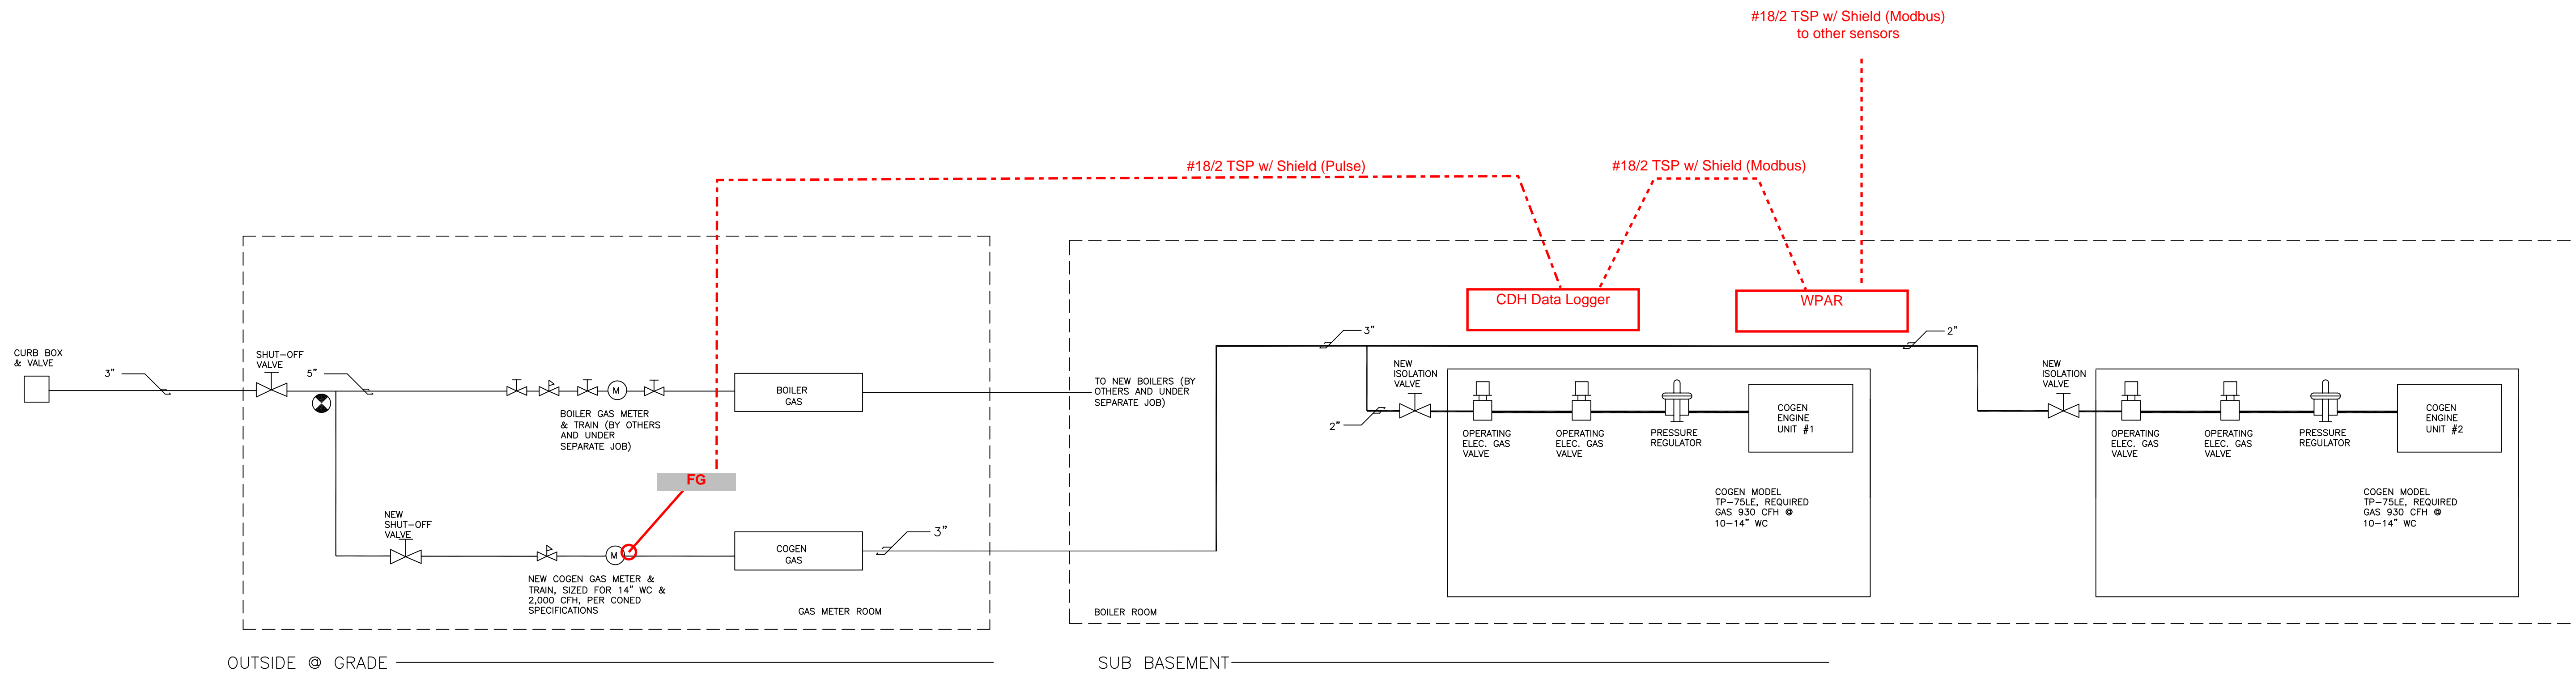 #18/2 TSP w/ Shield (Modbus)
to other sensors
#18/2 TSP w/ Shield (Pulse)
#18/2 TSP w/ Shield (Modbus)
CDH Data Logger
WPAR
CURB BOX
& VALVE
3"
SHUT-OFF
VALVE
5"
M
BOILER GAS METER
& TRAIN (BY OTHERS
AND UNDER
SEPARATE JOB)
BOILER
GAS
TO NEW BOILERS (BY
OTHERS AND UNDER
SEPARATE JOB)
FG
NEW
SHUT-OFF
VALVE
M
NEW COGEN GAS METER &
TRAIN, SIZED FOR 14" WC &
2,000 CFH, PER CONED
SPECIFICATIONS
COGEN
GAS
3"
GAS METER ROOM
3"
2"
2"
NEW
ISOLATION
VALVE
OPERATING
ELEC. GAS
VALVE
OPERATING
ELEC. GAS
VALVE
PRESSURE
REGULATOR
COGEN
ENGINE
UNIT #1
COGEN MODEL
TP-75LE, REQUIRED
GAS 930 CFH @
10-14" WC
NEW
ISOLATION
VALVE
OPERATING
ELEC. GAS
VALVE
OPERATING
ELEC. GAS
VALVE
PRESSURE
REGULATOR
COGEN
ENGINE
UNIT #2
COGEN MODEL
TP-75LE, REQUIRED
GAS 930 CFH @
10-14" WC
BOILER ROOM
OUTSIDE @ GRADE
SUB BASEMENT